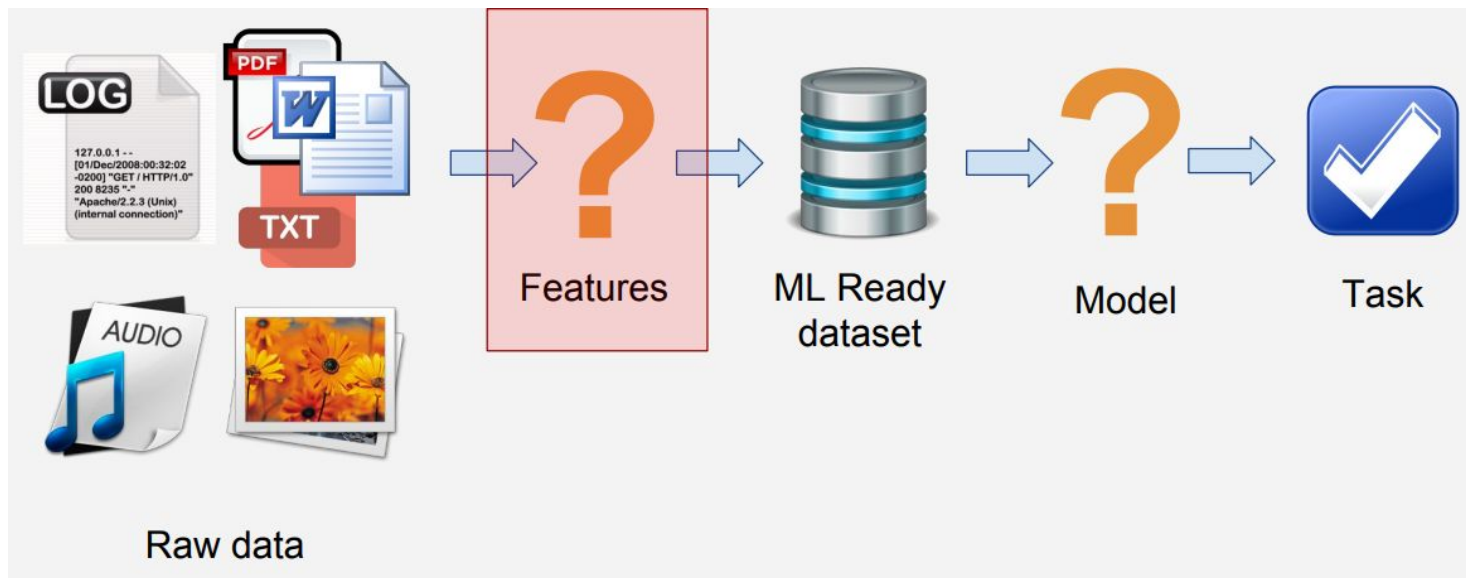 LOG
127.0.0.1 - -
[01/Dec/2008:00:32:02
-0200] "GET / HTTP/1.0"
200 8235 "-"
"Apache/2.2.3 (Unix)
(internal connection)"
PDF
W
TXT
AUDIO
Raw data
?
Features
ML Ready
dataset
?
Model
Task